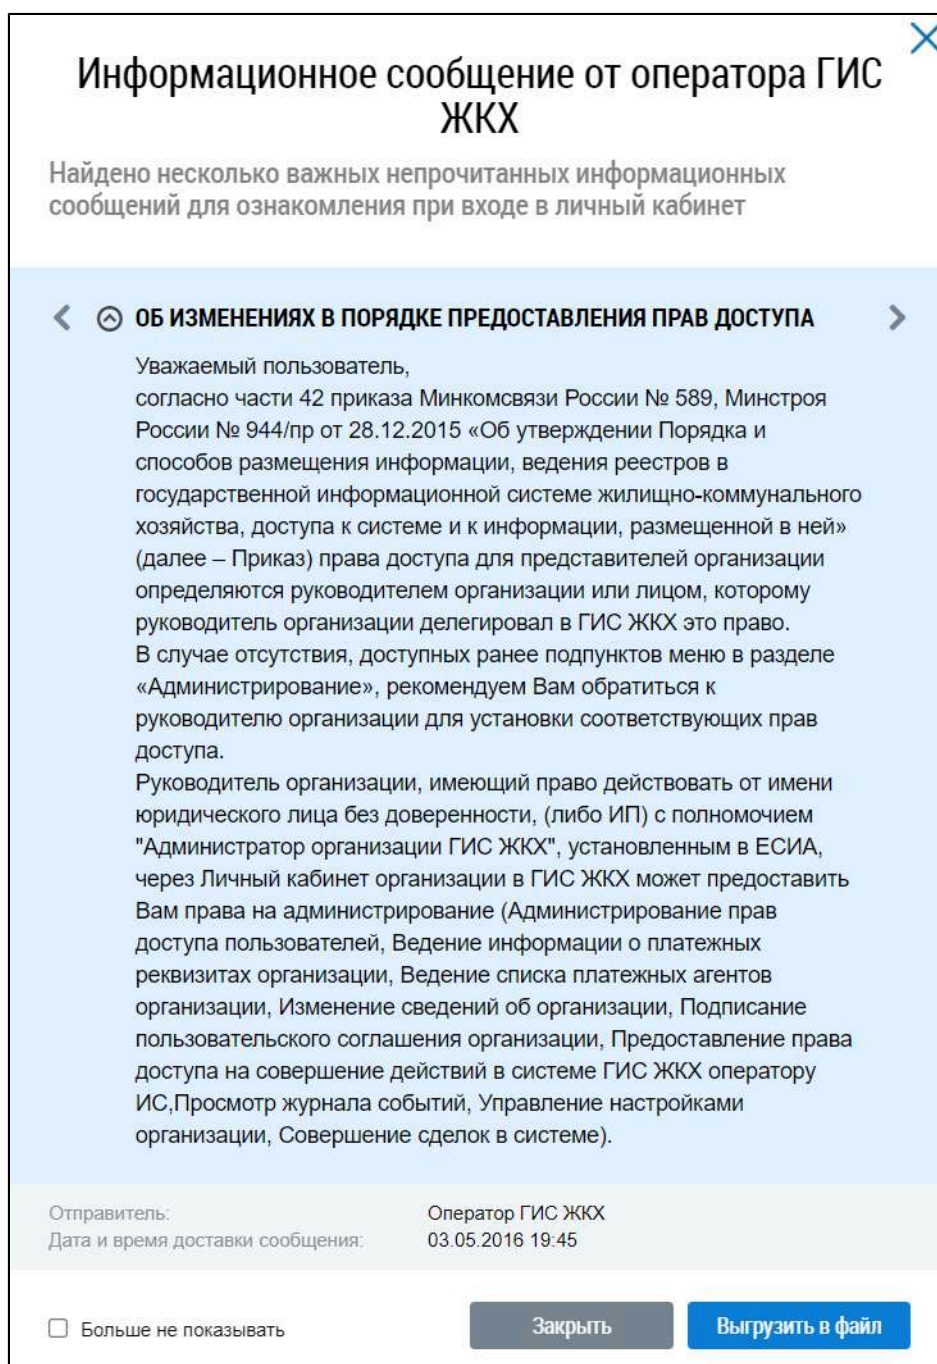 Информационное сообщение от оператора ГИС
ЖКХ
Найдено несколько важных непрочитанных информационных
сообщений для ознакомления при входе в личный кабинет
ОБ ИЗМЕНЕНИЯХ В ПОРЯДКЕ ПРЕДОСТАВЛЕНИЯ ПРАВ ДОСТУПА
Уважаемый пользователь,
согласно части 42 приказа Минкомсвязи России № 589, Минстроя
России № 944/пр от 28.12.2015 «Об утверждении Порядка и
способов размещения информации, ведения реестров в
государственной информационной системе жилищно-коммунального
хозяйства, доступа к системе и к информации, размещенной в ней»
(далее – Приказ) права доступа для представителей организации
определяются руководителем организации или лицом, которому
руководитель организации делегировал в ГИС ЖКХ это право.
В случае отсутствия, доступных ранее подпунктов меню в разделе
«Администрирование», рекомендуем Вам обратиться к
руководителю организации для установки соответствующих прав
доступа.
Руководитель организации, имеющий право действовать от имени
юридического лица без доверенности, (либо ИП) с полномочием
"Администратор организации ГИС ЖКХ", установленным в ЕСИА,
через Личный кабинет организации в ГИС ЖКХ может предоставить
Вам права на администрирование (Администрирование прав
доступа пользователей, Ведение информации о платежных
реквизитах организации, Ведение списка платежных агентов
организации, Изменение сведений об организации, Подписание
пользовательского соглашения организации, Предоставление права
доступа на совершение действий в системе ГИС ЖКХ оператору
ИС,Просмотр журнала событий, Управление настройками
организации, Совершение сделок в системе).
Отправитель: Оператор ГИС ЖКХ
Дата и время доставки сообщения: 03.05.2016 19:45
Больше не показывать Закрыть Выгрузить в файл